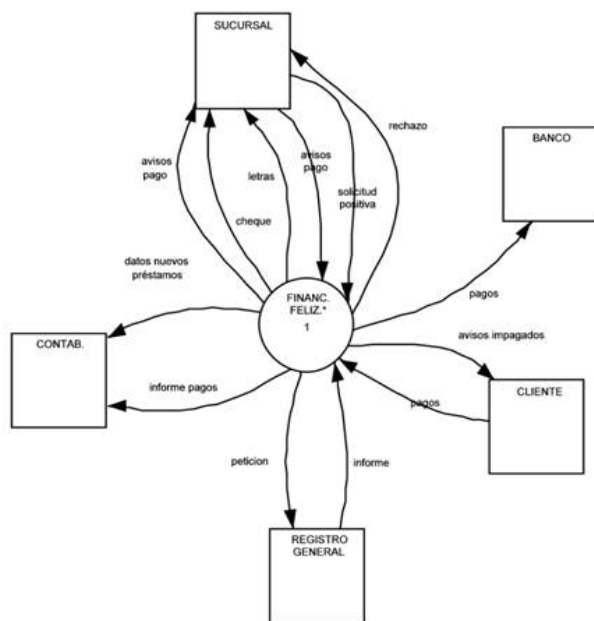 SUCURSAL
rechazo
BANCO
avisos
pago
avisos
pago
letras
solicitud
positiva
cheque
datos nuevos
préstamos
FINANC.
FELIZ.*
1
pagos
avisos impagados
CONTAB.
informe pagos
CLIENTE
pagos
peticion
informe
REGISTRO
GENERAL